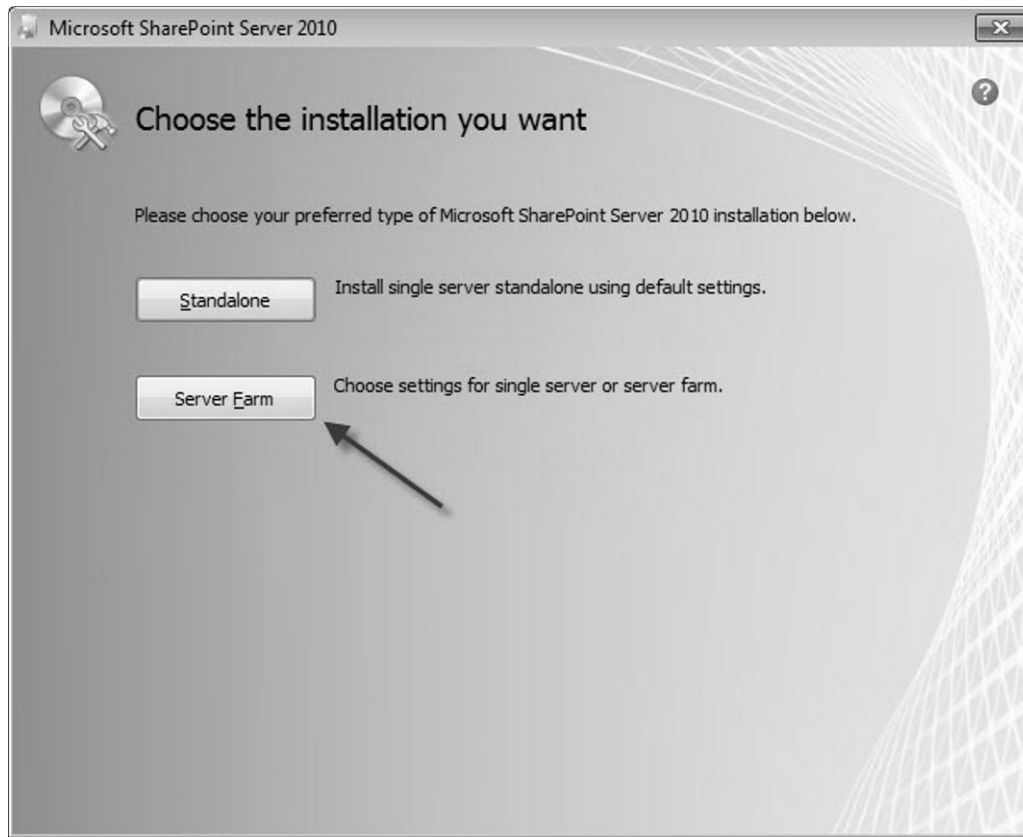 Microsoft SharePoint Server 2010
Choose the installation you want
Please choose your preferred type of Microsoft SharePoint Server 2010 installation below.
Standalone
Install single server standalone using default settings.
Server Farm
Choose settings for single server or server farm.